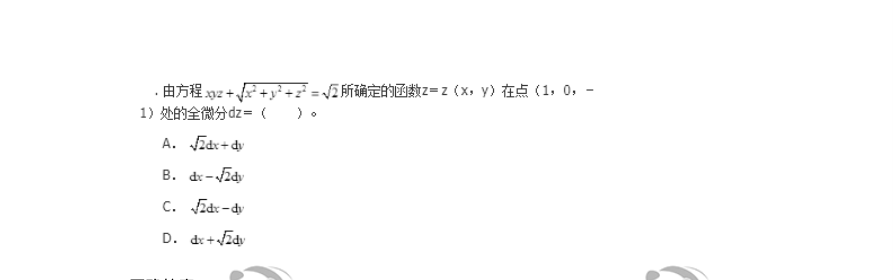 .由方程 xyz + √(x² + y² + z²) = √2 所确定的函数z=z（x，y）在点（1，0，-
1）处的全微分dz=（　　）。
A. √2dx + dy
B. dx − √2dy
C. √2dx − dy
D. dx + √2dy